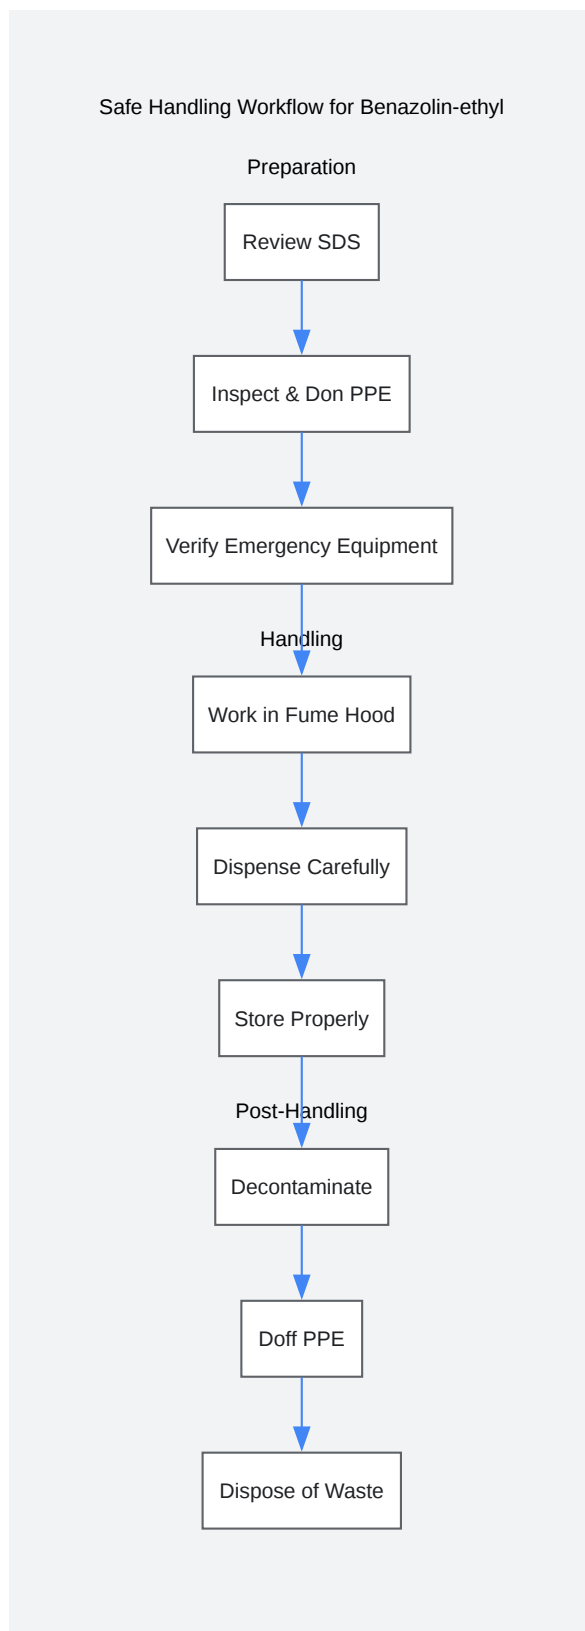 Safe Handling Workflow for Benazolin-ethyl
Preparation
Review SDS
Inspect & Don PPE
Verify Emergency Equipment
Handling
Work in Fume Hood
Dispense Carefully
Store Properly
Post-Handling
Decontaminate
Doff PPE
Dispose of Waste